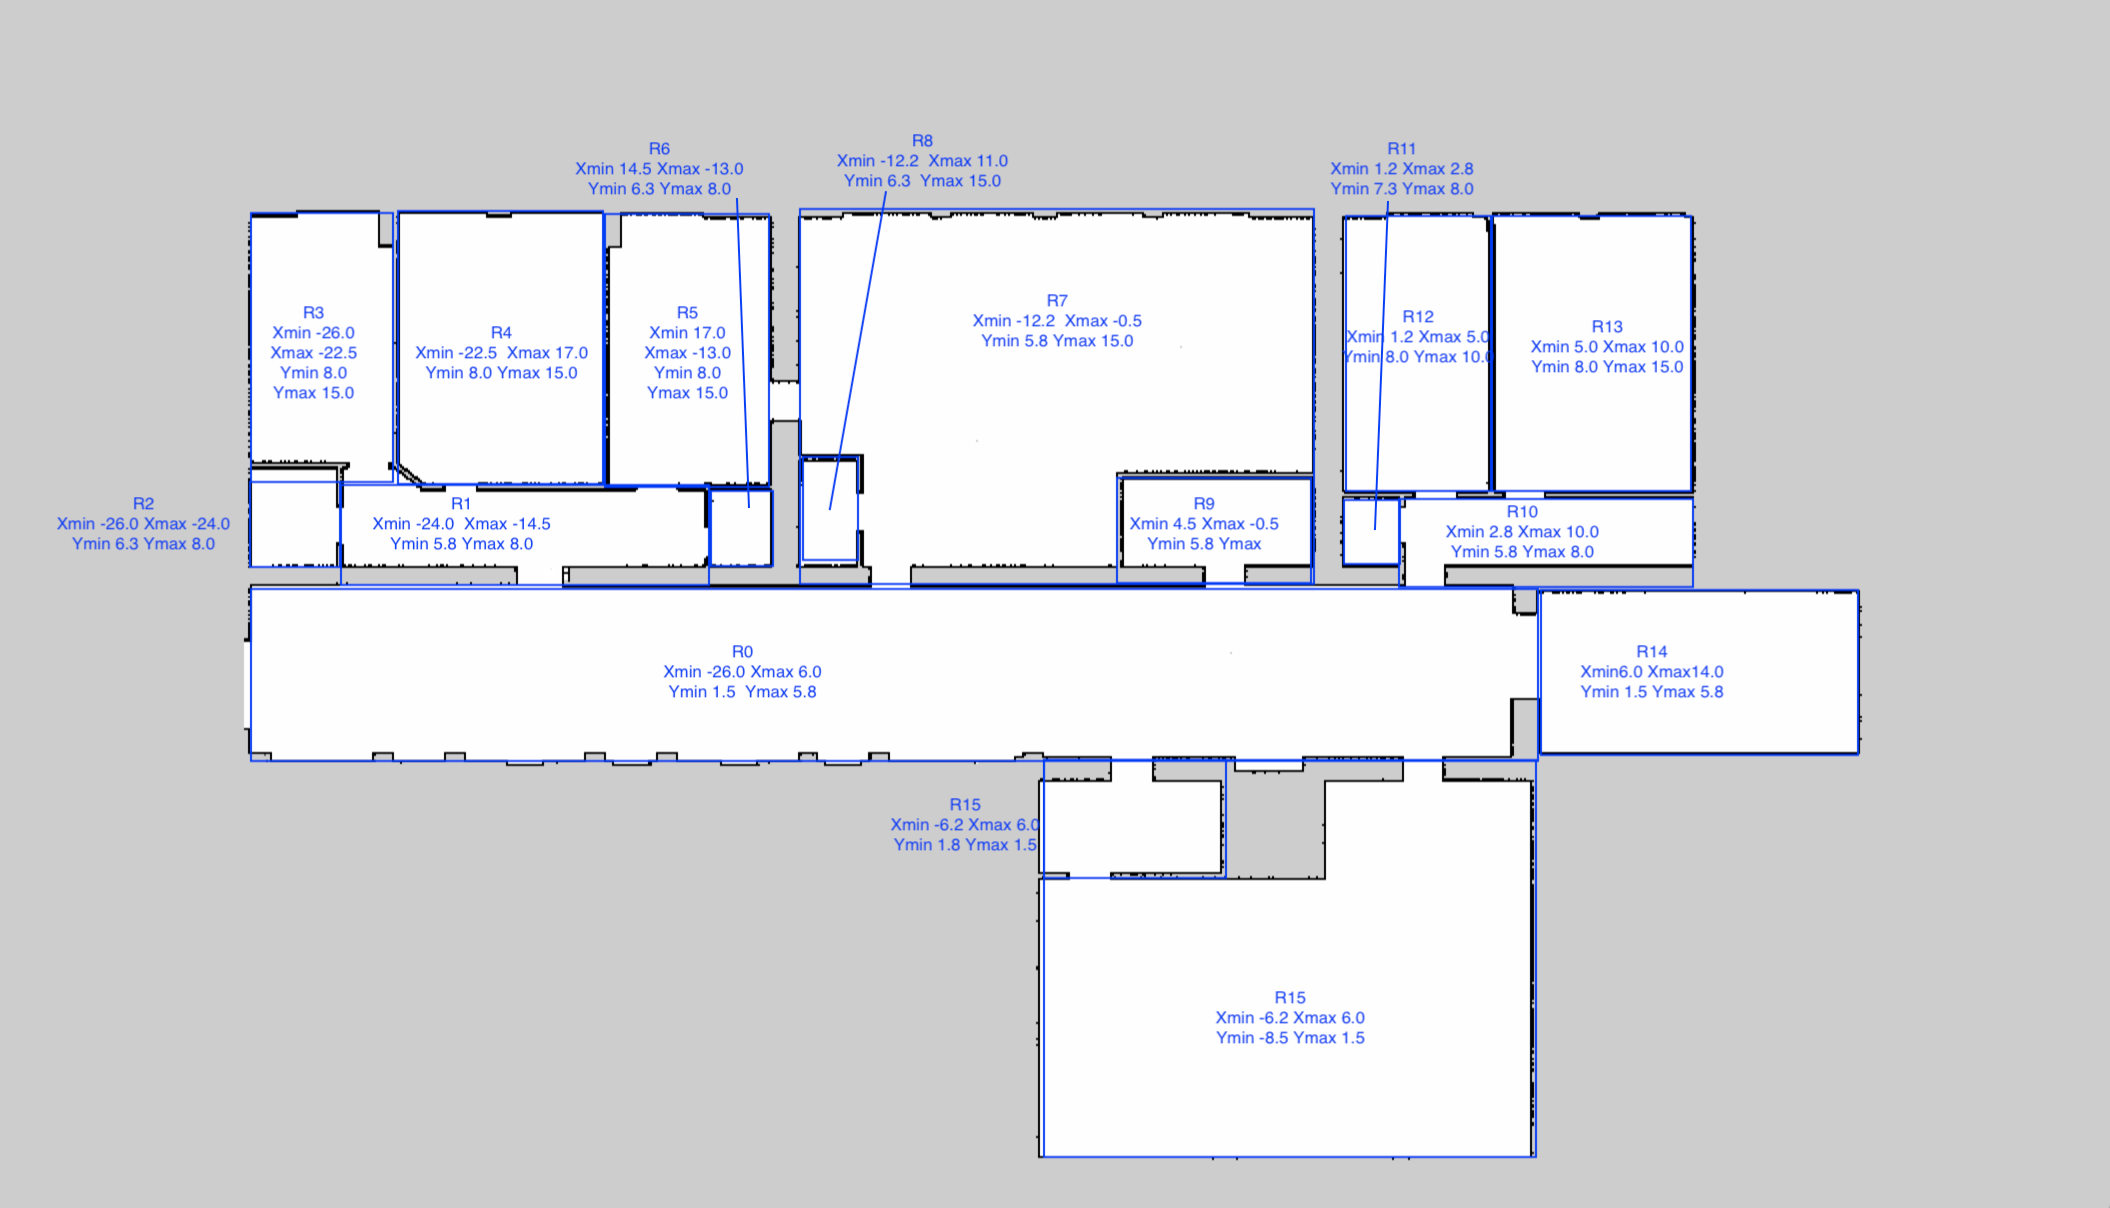 R8
Xmin -12.2  Xmax 11.0
Ymin 6.3  Ymax 15.0
R6
Xmin 14.5 Xmax -13.0
Ymin 6.3 Ymax 8.0
R11
Xmin 1.2 Xmax 2.8
Ymin 7.3 Ymax 8.0
R3
Xmin -26.0
Xmax -22.5
Ymin 8.0
Ymax 15.0
R4
Xmin -22.5  Xmax 17.0
Ymin 8.0 Ymax 15.0
R5
Xmin 17.0
Xmax -13.0
Ymin 8.0
Ymax 15.0
R7
Xmin -12.2  Xmax -0.5
Ymin 5.8 Ymax 15.0
R12
Xmin 1.2 Xmax 5.0
Ymin 8.0 Ymax 10.0
R13
Xmin 5.0 Xmax 10.0
Ymin 8.0 Ymax 15.0
R2
Xmin -26.0 Xmax -24.0
Ymin 6.3 Ymax 8.0
R1
Xmin -24.0  Xmax -14.5
Ymin 5.8 Ymax 8.0
R9
Xmin 4.5 Xmax -0.5
Ymin 5.8 Ymax
R10
Xmin 2.8 Xmax 10.0
Ymin 5.8 Ymax 8.0
R0
Xmin -26.0 Xmax 6.0
Ymin 1.5  Ymax 5.8
R14
Xmin6.0 Xmax14.0
Ymin 1.5 Ymax 5.8
R15
Xmin -6.2 Xmax 6.0
Ymin 1.8 Ymax 1.5
R15
Xmin -6.2 Xmax 6.0
Ymin -8.5 Ymax 1.5